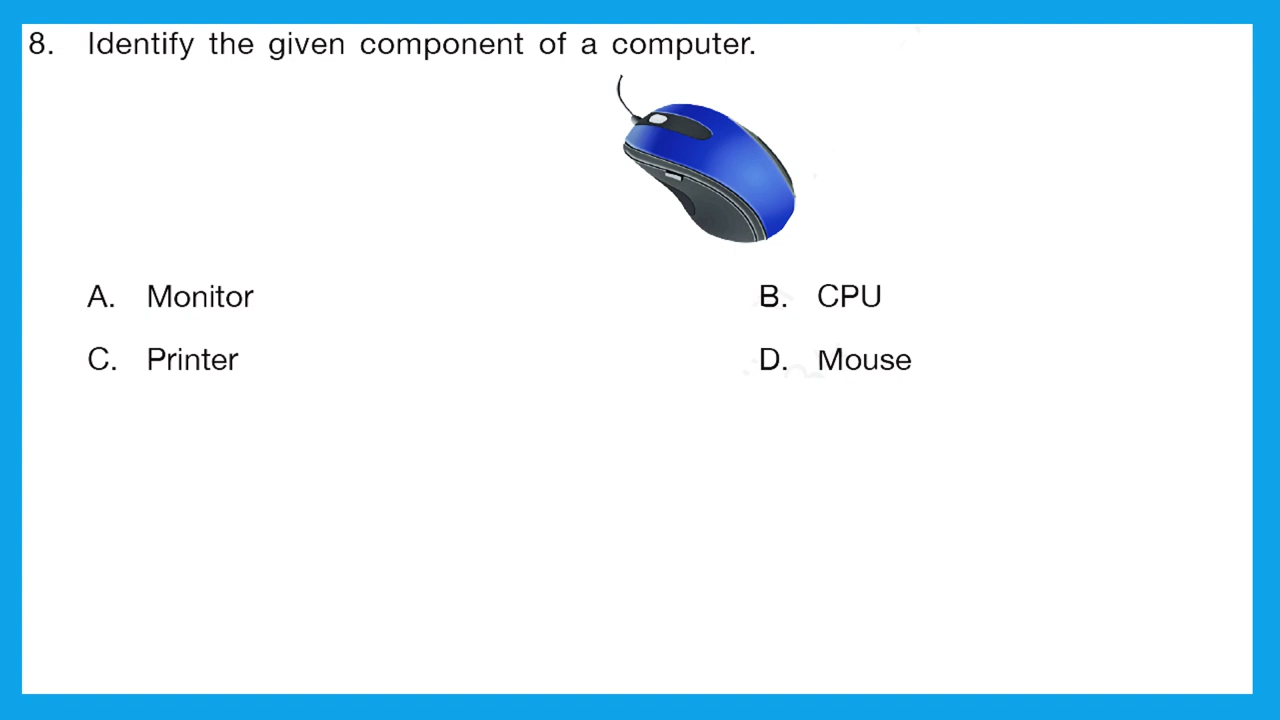 8. Identify the given component of a computer.
A. Monitor B. CPU
C. Printer D. Mouse